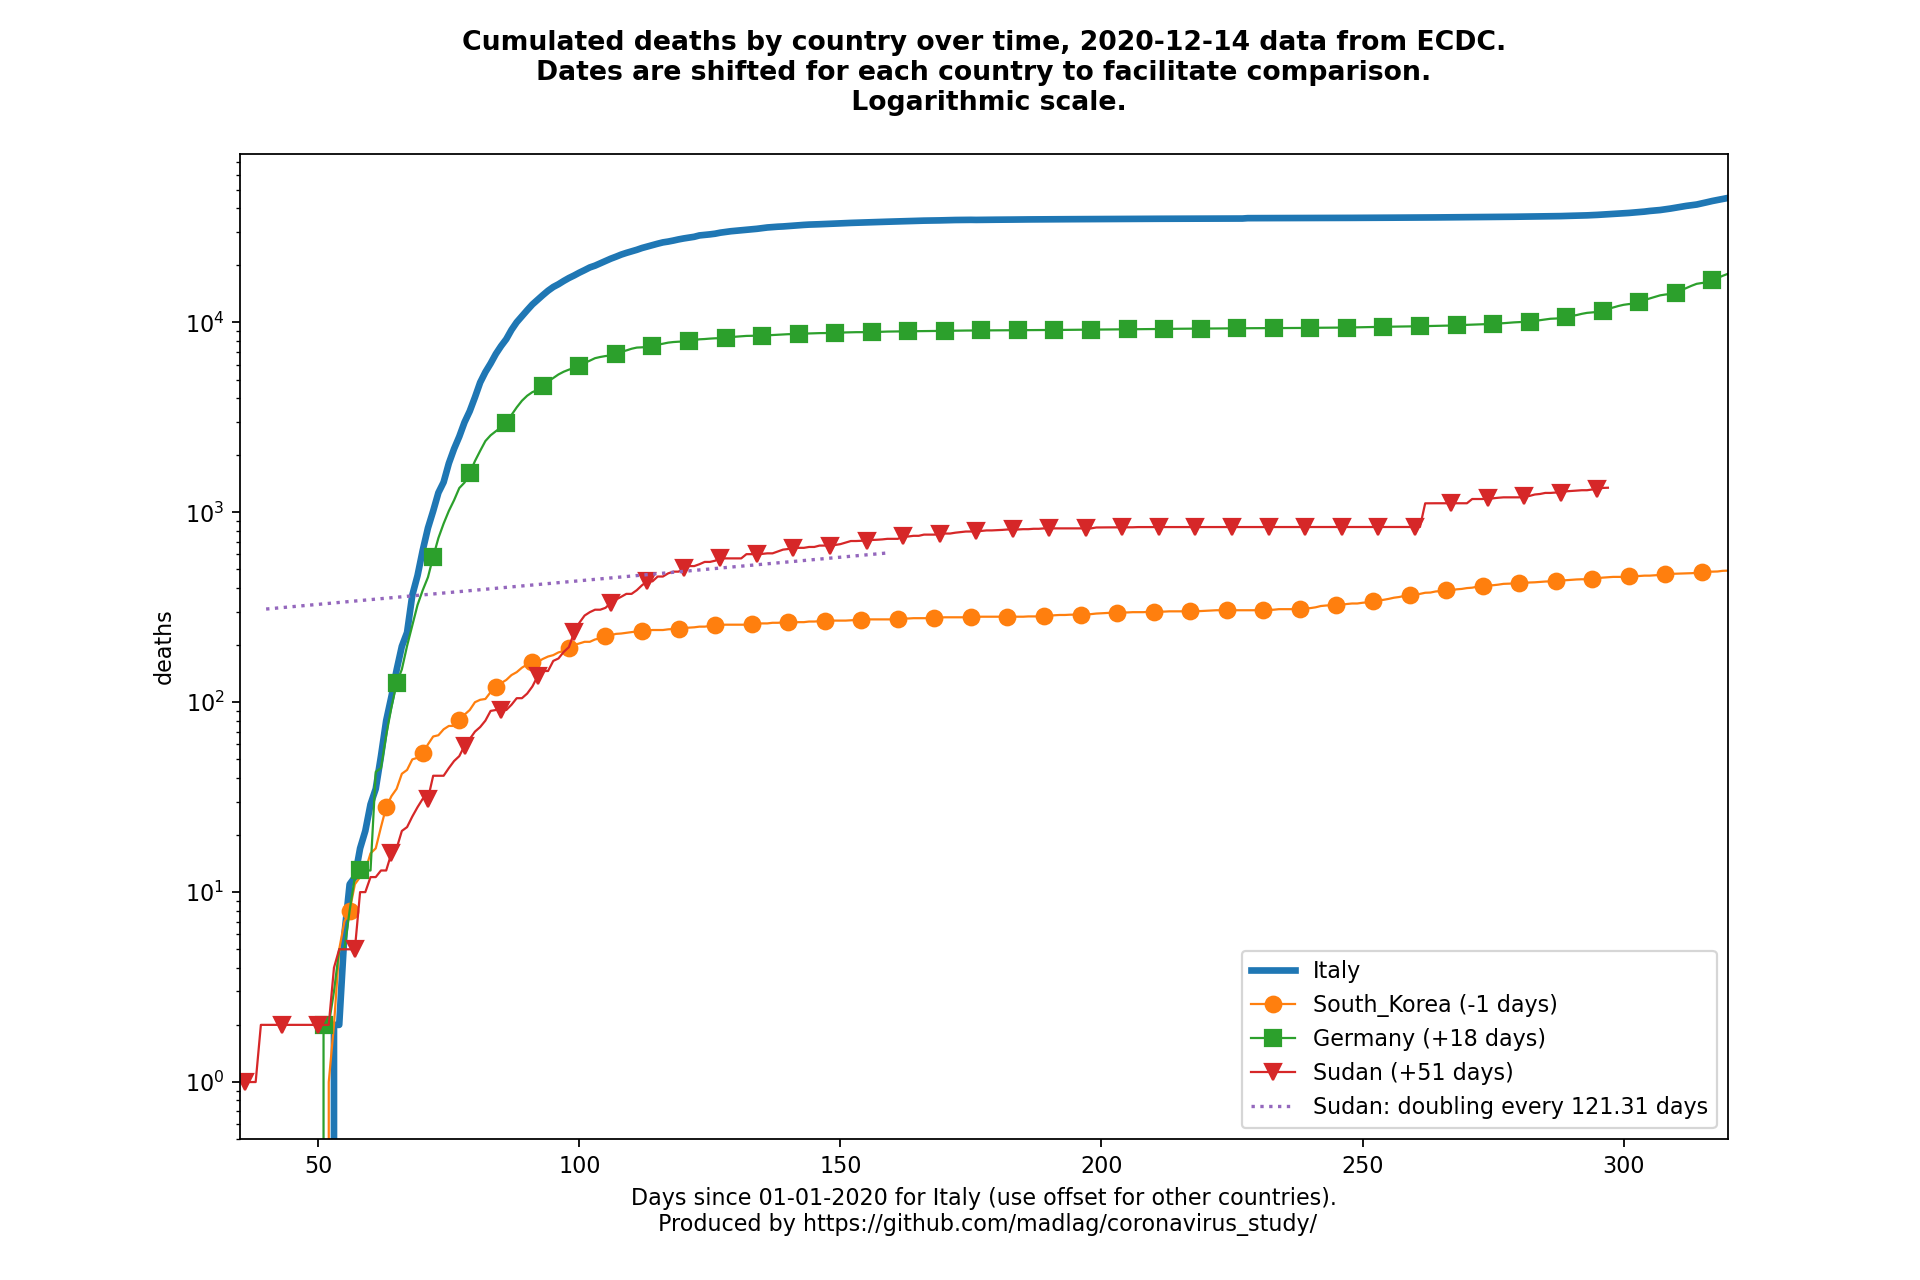 Cumulated deaths by country over time, 2020-12-14 data from ECDC.
Dates are shifted for each country to facilitate comparison.
Logarithmic scale.
deaths
10⁴
10³
10²
10¹
10⁰
50 100 150 200 250 300
Italy
South_Korea (-1 days)
Germany (+18 days)
Sudan (+51 days)
Sudan: doubling every 121.31 days
Days since 01-01-2020 for Italy (use offset for other countries).
Produced by https://github.com/madlag/coronavirus_study/